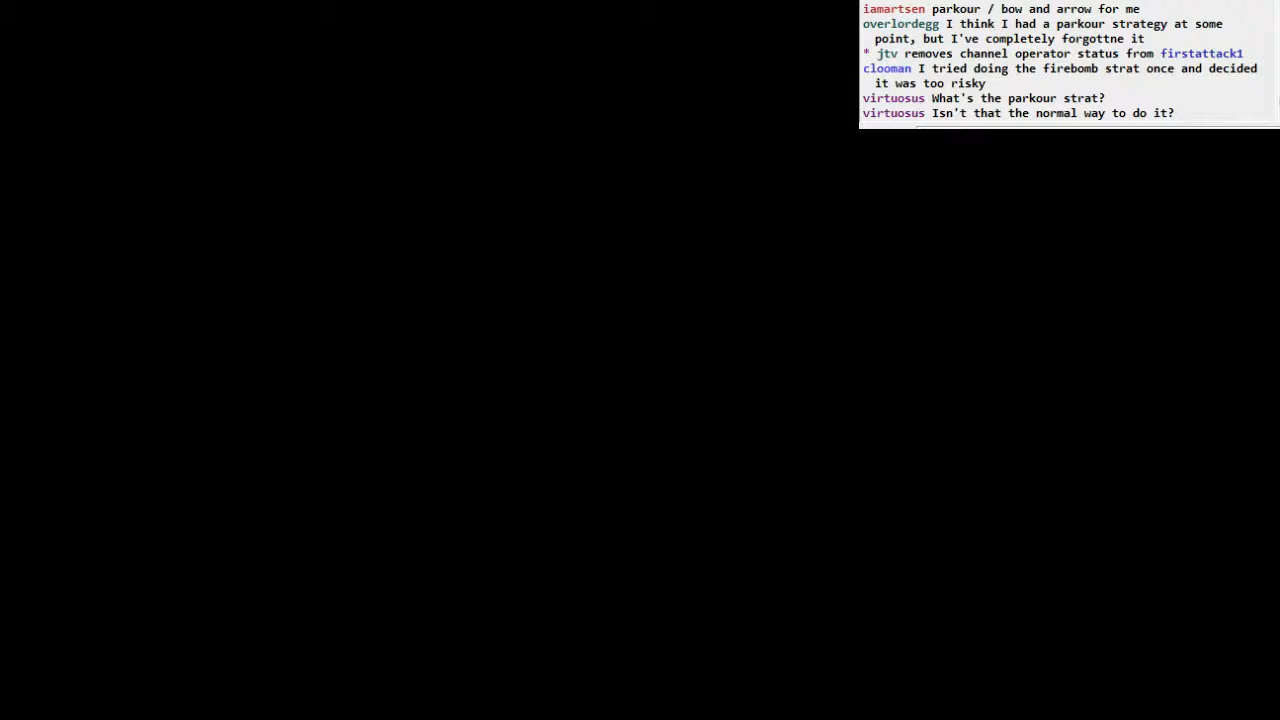 iamartsen parkour / bow and arrow for me
overlordegg I think I had a parkour strategy at some
point, but I've completely forgottne it
* jtv removes channel operator status from firstattack1
clooman I tried doing the firebomb strat once and decided
it was too risky
virtuosus What's the parkour strat?
virtuosus Isn't that the normal way to do it?